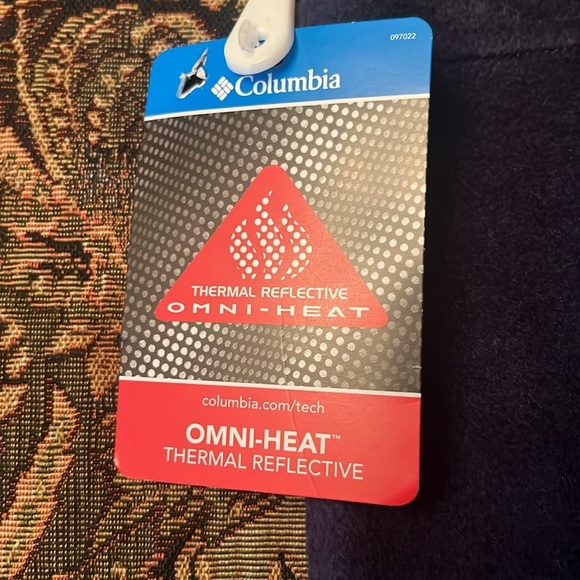 097022
Columbia
THERMAL REFLECTIVE
OMNI-HEAT
columbia.com/tech
OMNI-HEAT™
THERMAL REFLECTIVE